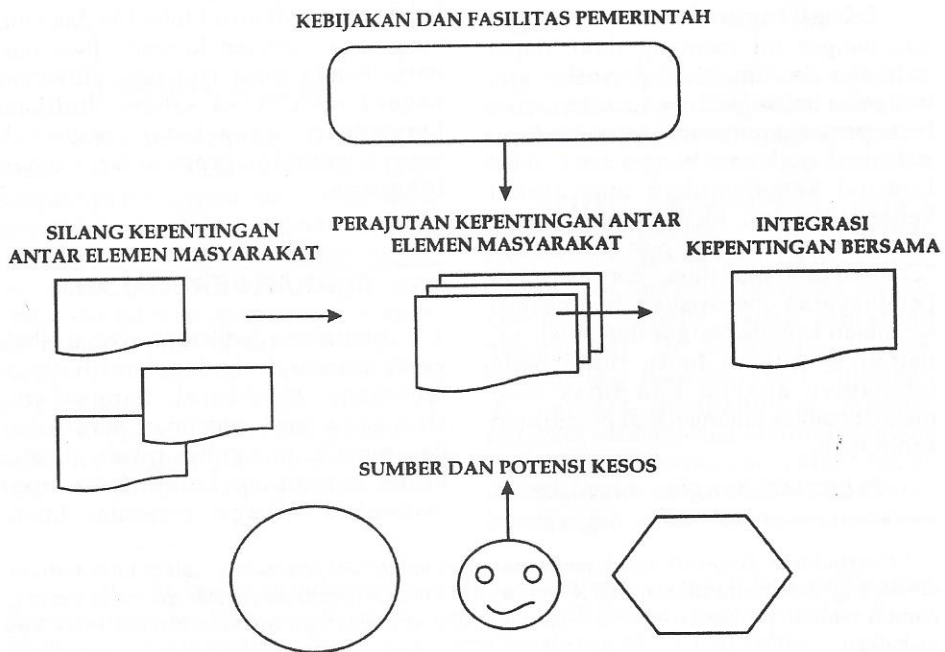 KEBIJAKAN DAN FASILITAS PEMERINTAH
SILANG KEPENTINGAN
ANTAR ELEMEN MASYARAKAT
PERAJUTAN KEPENTINGAN ANTAR
ELEMEN MASYARAKAT
INTEGRASI
KEPENTINGAN BERSAMA
SUMBER DAN POTENSI KESOS